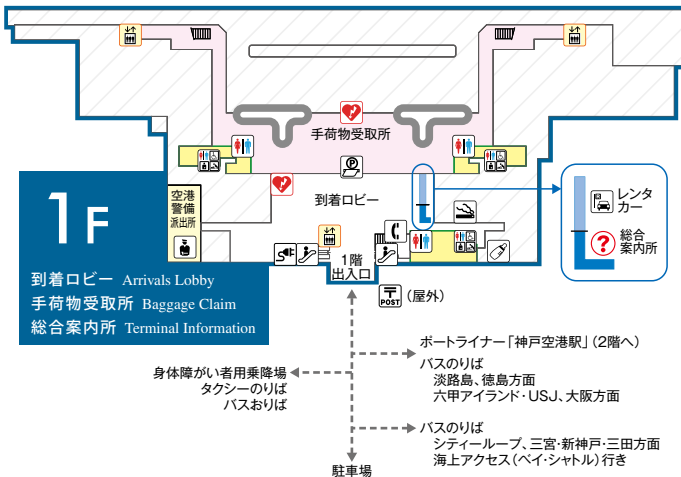 手荷物受取所
P
到着ロビー
空港
警備
派出所
1F
到着ロビー Arrivals Lobby
手荷物受取所 Baggage Claim
総合案内所 Terminal Information
1階
出入口
〒
POST
(屋外)
レンタ
カー
?
総合
案内所
ポートライナー「神戸空港駅」(2階へ)
バスのりば
淡路島、徳島方面
六甲アイランド・USJ、大阪方面
身体障がい者用乗降場
タクシーのりば
バスおりば
バスのりば
シティーループ、三宮・新神戸・三田方面
海上アクセス(ベイ・シャトル)行き
駐車場